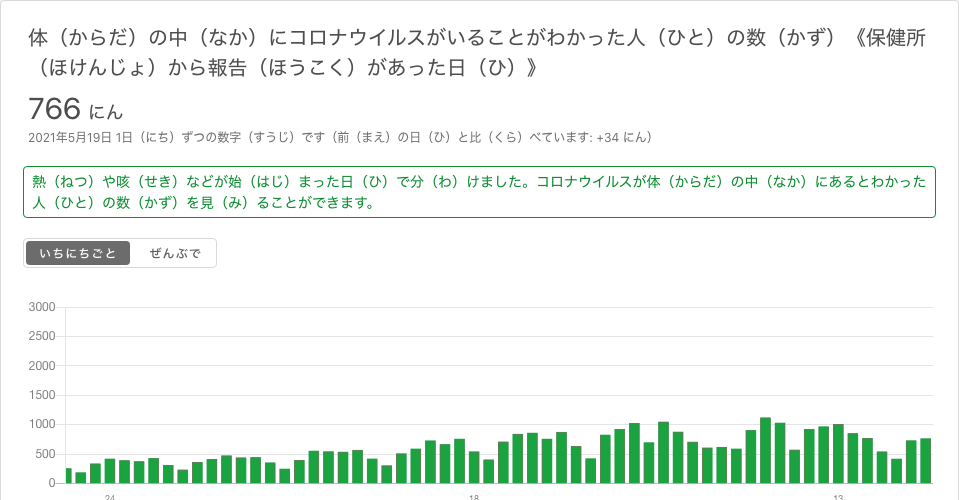 体（からだ）の中（なか）にコロナウイルスがいることがわかった人（ひと）の数（かず）《保健所
（ほけんじょ）から報告（ほうこく）があった日（ひ）》
766 にん
2021年5月19日 1日（にち）ずつの数字（すうじ）です（前（まえ）の日（ひ）と比（くら）べています: +34 にん）
熱（ねつ）や咳（せき）などが始（はじ）まった日（ひ）で分（わ）けました。コロナウイルスが体（からだ）の中（なか）にあるとわかった
人（ひと）の数（かず）を見（み）ることができます。
いちにちごと ぜんぶで
3000
2500
2000
1500
1000
500
0
24 18 13